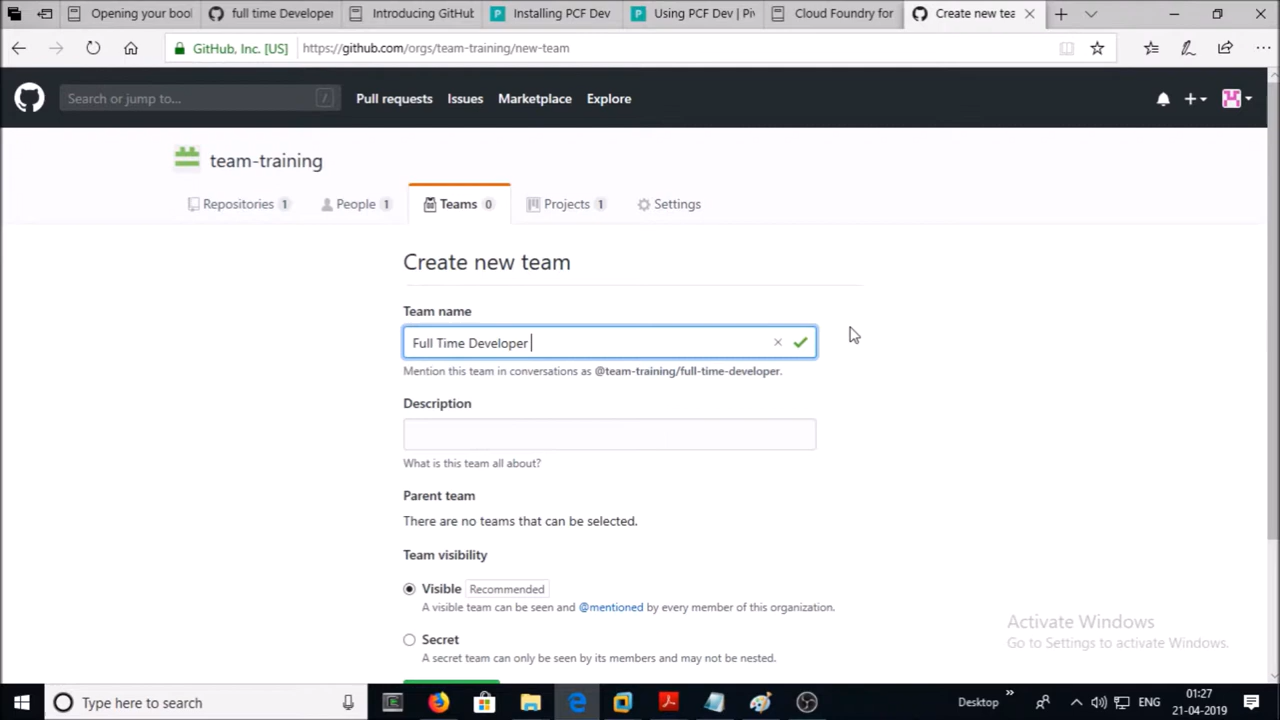 Opening your bool
full time Developer
Introducing GitHub
Installing PCF Dev
Using PCF Dev | Piv
Cloud Foundry for
Create new tea
GitHub, Inc. [US]
https://github.com/orgs/team-training/new-team
Search or jump to...
/
Pull requests
Issues
Marketplace
Explore
team-training
Repositories 1
People 1
Teams 0
Projects 1
Settings
Create new team
Team name
Full Time Developer
Mention this team in conversations as @team-training/full-time-developer.
Description
What is this team all about?
Parent team
There are no teams that can be selected.
Team visibility
Visible Recommended
A visible team can be seen and @mentioned by every member of this organization.
Secret
A secret team can only be seen by its members and may not be nested.
Activate Windows
Go to Settings to activate Windows.
Type here to search
Desktop
ENG
01:27
21-04-2019